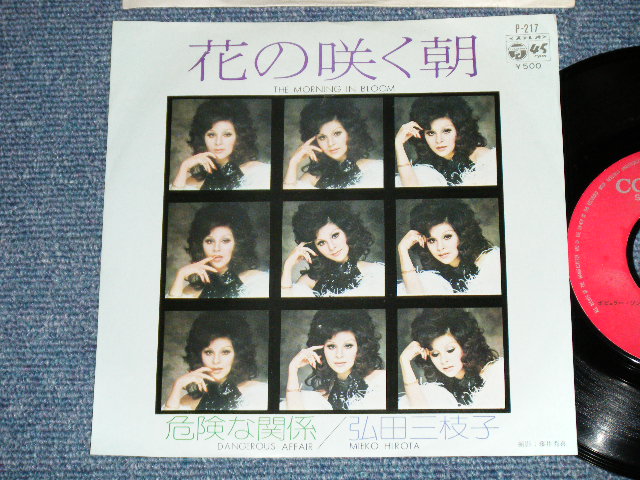 P-217
45
¥500
花の咲く朝
THE MORNING IN BLOOM
危険な関係／弘田三枝子
DANGEROUS AFFAIR MIEKO HIROTA
CO